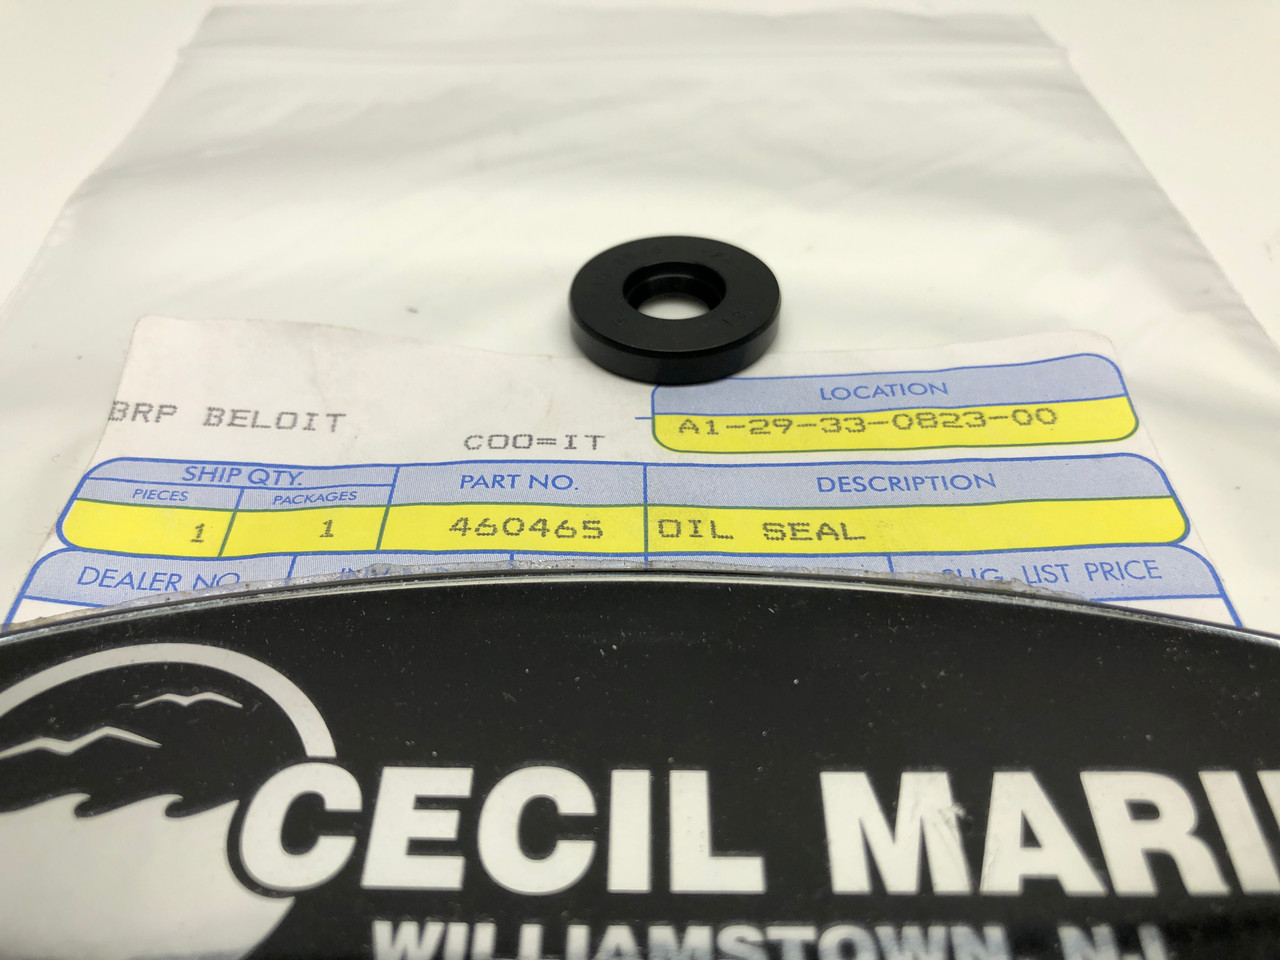 BRP BELOIT
COO=IT
LOCATION
A1-29-33-0823-00
SHIP QTY.
PIECES PACKAGES PART NO. DESCRIPTION
1 1 460465 OIL SEAL
DEALER NO LIST PRICE
CECIL MARI
WILLIAMSTOWN, N.J.